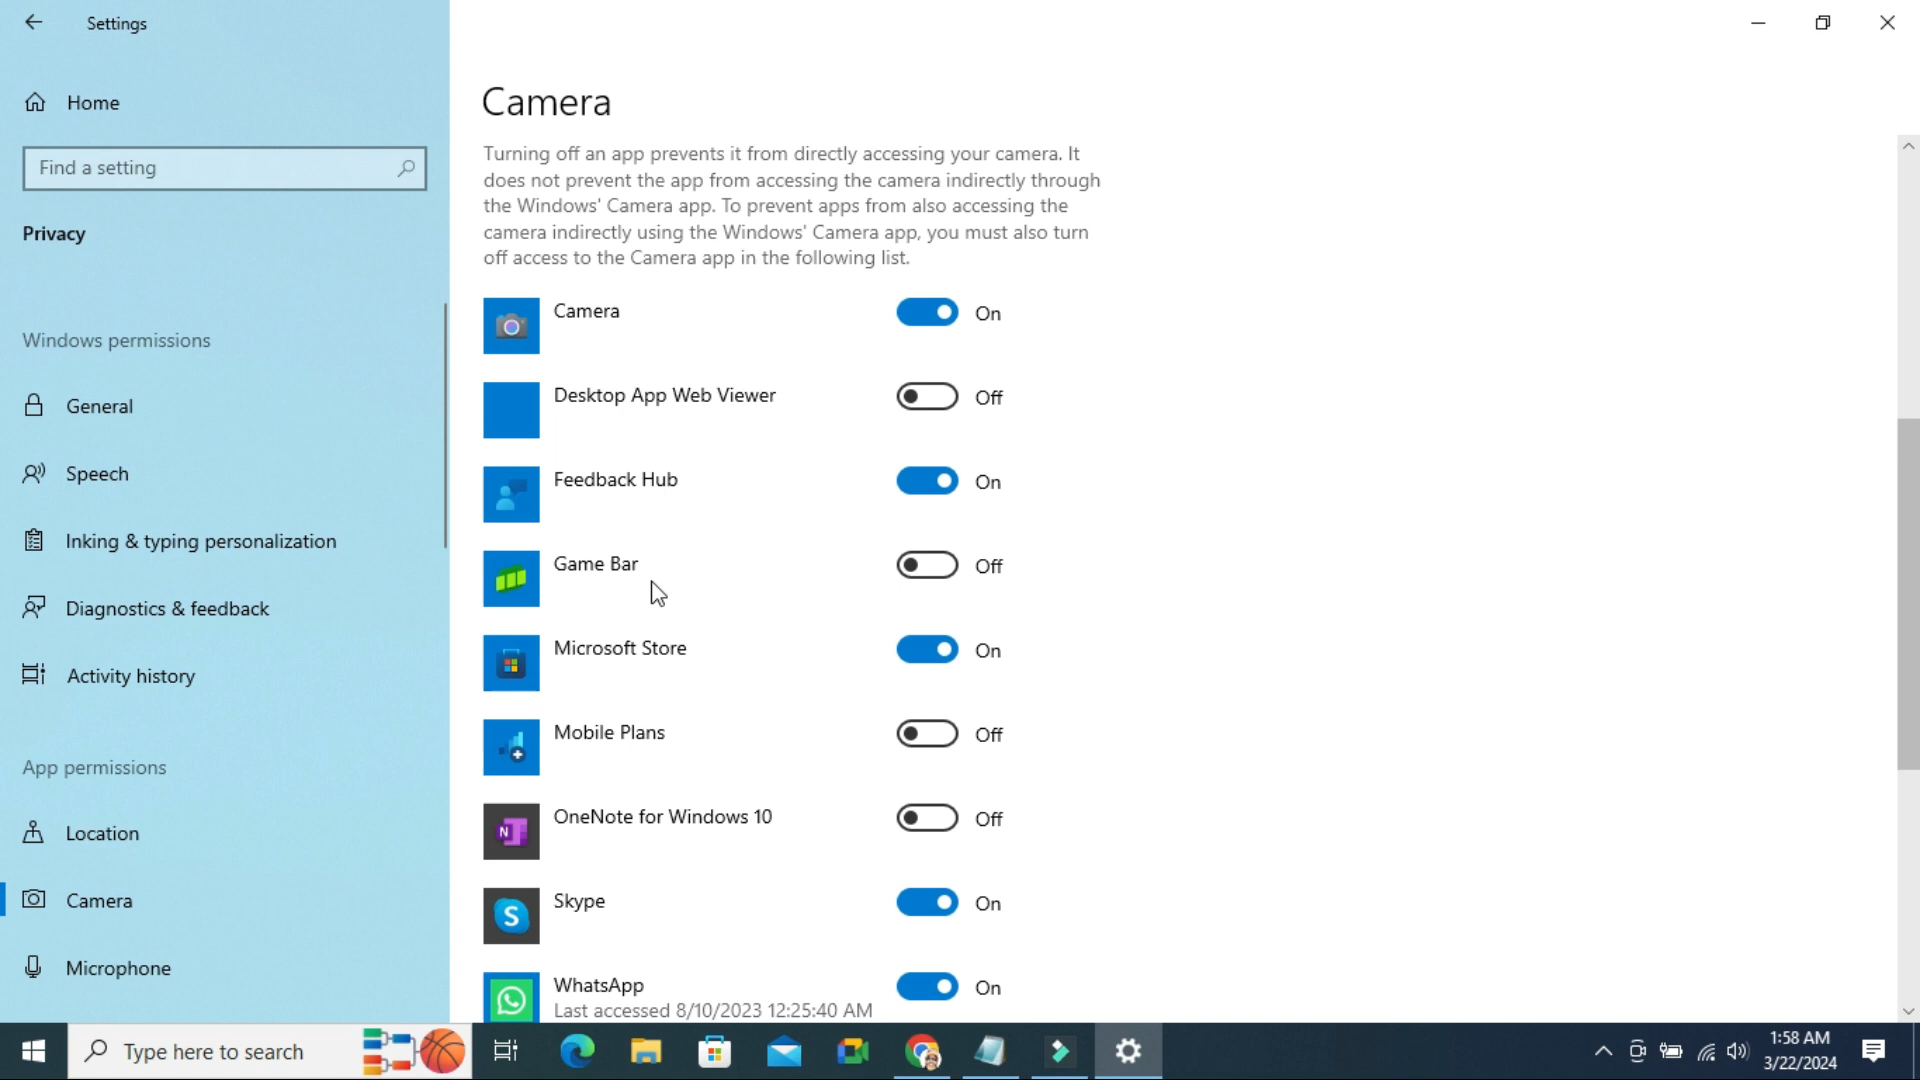 Settings
Home
Find a setting
Privacy
Windows permissions
General
Speech
Inking & typing personalization
Diagnostics & feedback
Activity history
App permissions
Location
Camera
Microphone
Camera
Turning off an app prevents it from directly accessing your camera. It
does not prevent the app from accessing the camera indirectly through
the Windows' Camera app. To prevent apps from also accessing the
camera indirectly using the Windows' Camera app, you must also turn
off access to the Camera app in the following list.
Camera On
Desktop App Web Viewer Off
Feedback Hub On
Game Bar Off
Microsoft Store On
Mobile Plans Off
N
OneNote for Windows 10 Off
S
Skype On
WhatsApp On
Last accessed 8/10/2023 12:25:40 AM
Type here to search
1:58 AM
3/22/2024